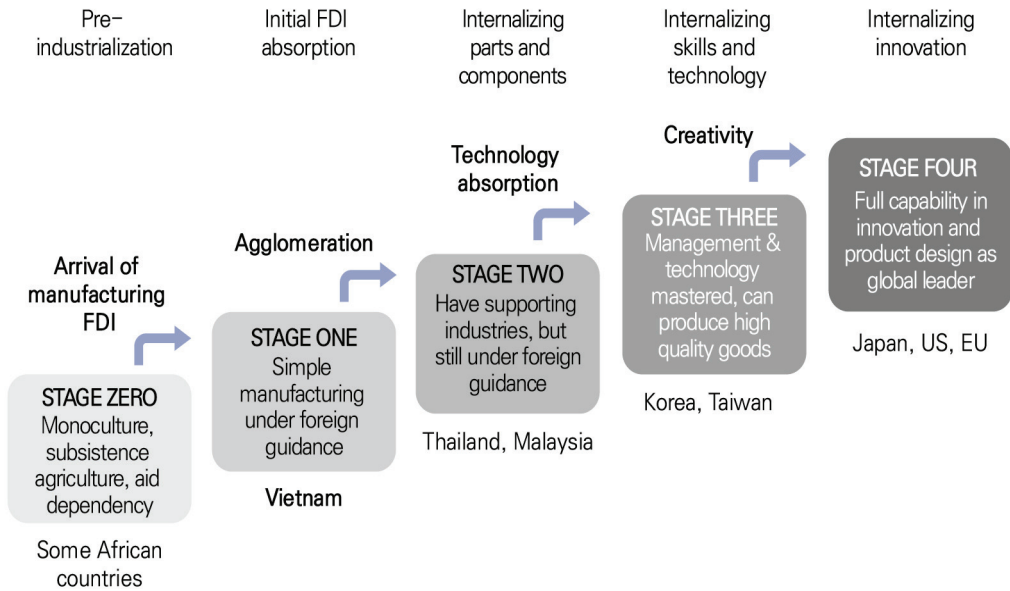 Pre-
industrialization
Initial FDI
absorption
Internalizing
parts and
components
Internalizing
skills and
technology
Internalizing
innovation
Arrival of
manufacturing
FDI
Agglomeration
Technology
absorption
Creativity
STAGE ZERO
Monoculture,
subsistence
agriculture, aid
dependency
Some African
countries
STAGE ONE
Simple
manufacturing
under foreign
guidance
Vietnam
STAGE TWO
Have supporting
industries, but
still under foreign
guidance
Thailand, Malaysia
STAGE THREE
Management &
technology
mastered, can
produce high
quality goods
Korea, Taiwan
STAGE FOUR
Full capability in
innovation and
product design as
global leader
Japan, US, EU